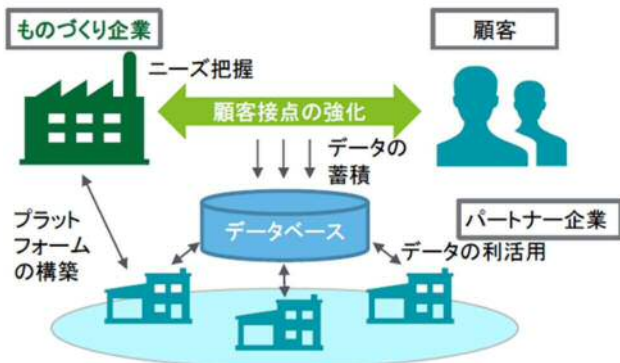 ものづくり企業
顧客
ニーズ把握
顧客接点の強化
データの
蓄積
プラット
フォーム
の構築
データベース
パートナー企業
データの利活用